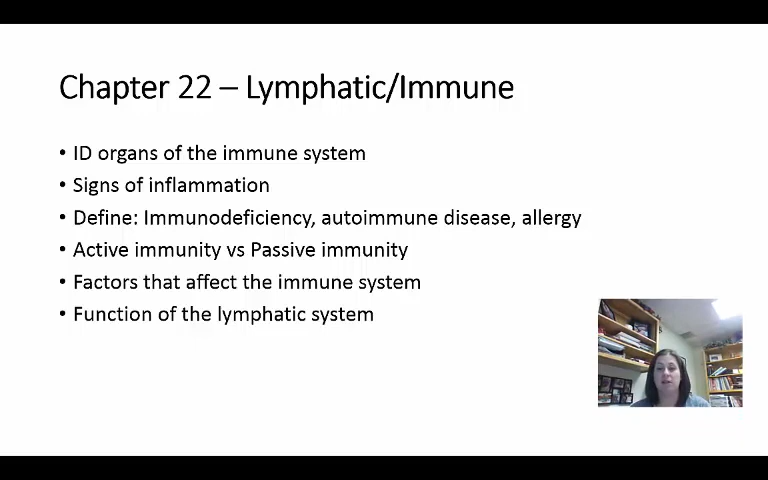 Chapter 22 – Lymphatic/Immune
• ID organs of the immune system
• Signs of inflammation
• Define: Immunodeficiency, autoimmune disease, allergy
• Active immunity vs Passive immunity
• Factors that affect the immune system
• Function of the lymphatic system